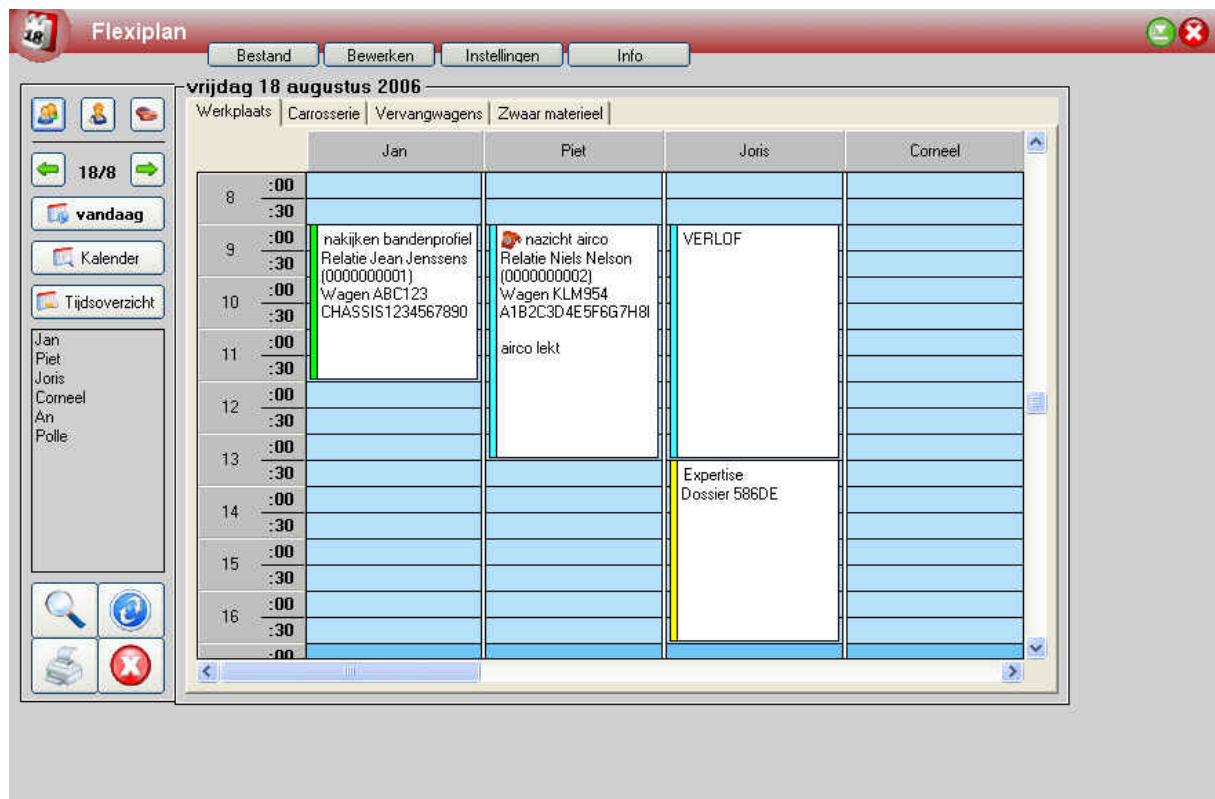 18
Flexiplan
Bestand
Bewerken
Instellingen
Info
vrijdag 18 augustus 2006
18/8
vandaag
Kalender
Tijdsoverzicht
Jan
Piet
Joris
Corneel
An
Polle
Werkplaats
Carrosserie
Vervangwagens
Zwaar materieel
Jan
Piet
Joris
Corneel
8
:00
:30
9
:00
:30
10
:00
:30
11
:00
:30
12
:00
:30
13
:00
:30
14
:00
:30
15
:00
:30
16
:00
:30
:00
nakijken bandenprofiel
Relatie Jean Jenssens
(0000000001)
Wagen ABC123
CHASSIS1234567890
nazicht airco
Relatie Niels Nelson
(0000000002)
Wagen KLM954
A1B2C3D4E5F6G7H8I
airco lekt
VERLOF
Expertise
Dossier 586DE